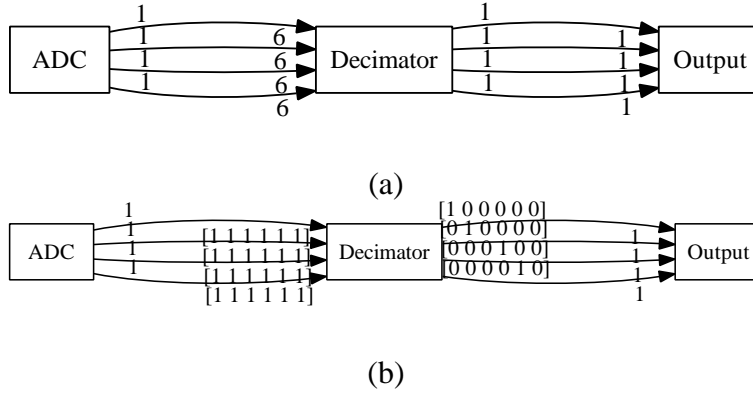 1 1
1 6 1 1
ADC 1 6 Decimator 1 1 Output
1 6 1 1
6 1
(a)
1 [1 0 0 0 0 0]
1 [1 1 1 1 1 1] [0 1 0 0 0 0] 1
ADC 1 [1 1 1 1 1 1] Decimator [0 0 0 1 0 0] 1 Output
1 [1 1 1 1 1 1] [0 0 0 0 1 0] 1
[1 1 1 1 1 1] 1
(b)